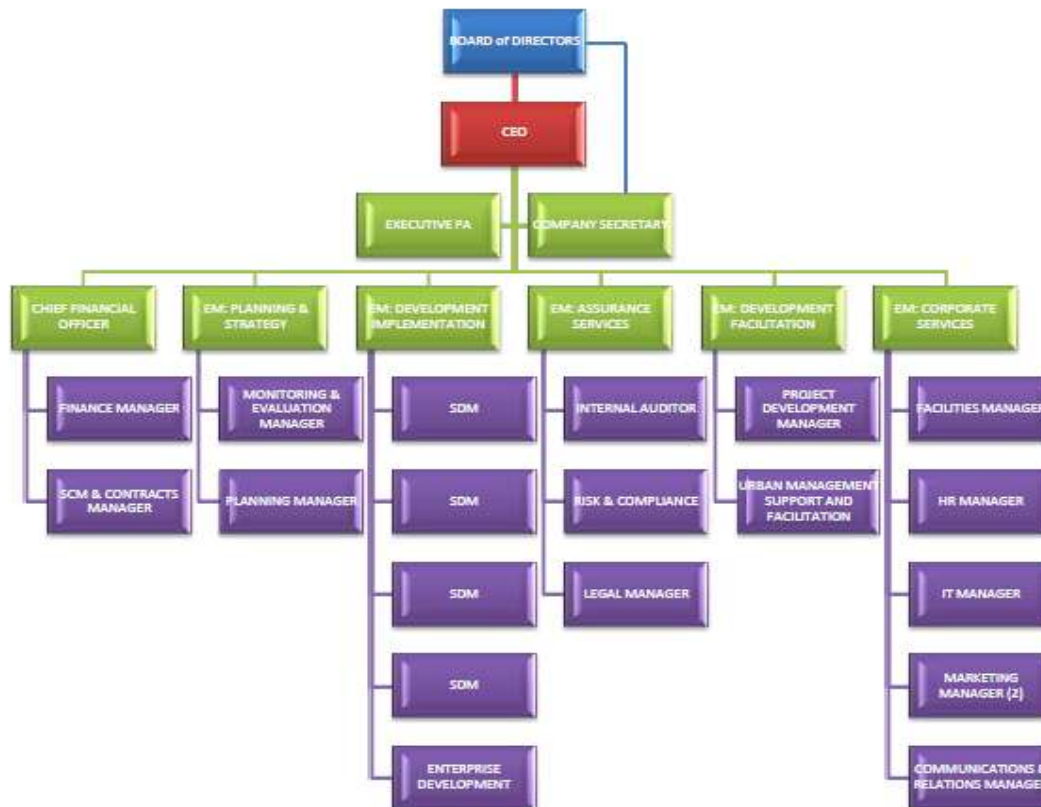 BOARD of DIRECTORS
CEO
EXECUTIVE PA
COMPANY SECRETARY
CHIEF FINANCIAL
OFFICER
EM: PLANNING &
STRATEGY
EM: DEVELOPMENT
IMPLEMENTATION
EM: ASSURANCE
SERVICES
EM: DEVELOPMENT
FACILITATION
EM: CORPORATE
SERVICES
FINANCE MANAGER
MONITORING &
EVALUATION
MANAGER
SDM
INTERNAL AUDITOR
PROJECT
DEVELOPMENT
MANAGER
FACILITIES MANAGER
SCM & CONTRACTS
MANAGER
PLANNING MANAGER
SDM
RISK & COMPLIANCE
URBAN MANAGEMENT
SUPPORT AND
FACILITATION
HR MANAGER
SDM
LEGAL MANAGER
IT MANAGER
SDM
MARKETING
MANAGER (2)
ENTERPRISE
DEVELOPMENT
COMMUNICATIONS &
RELATIONS MANAGER